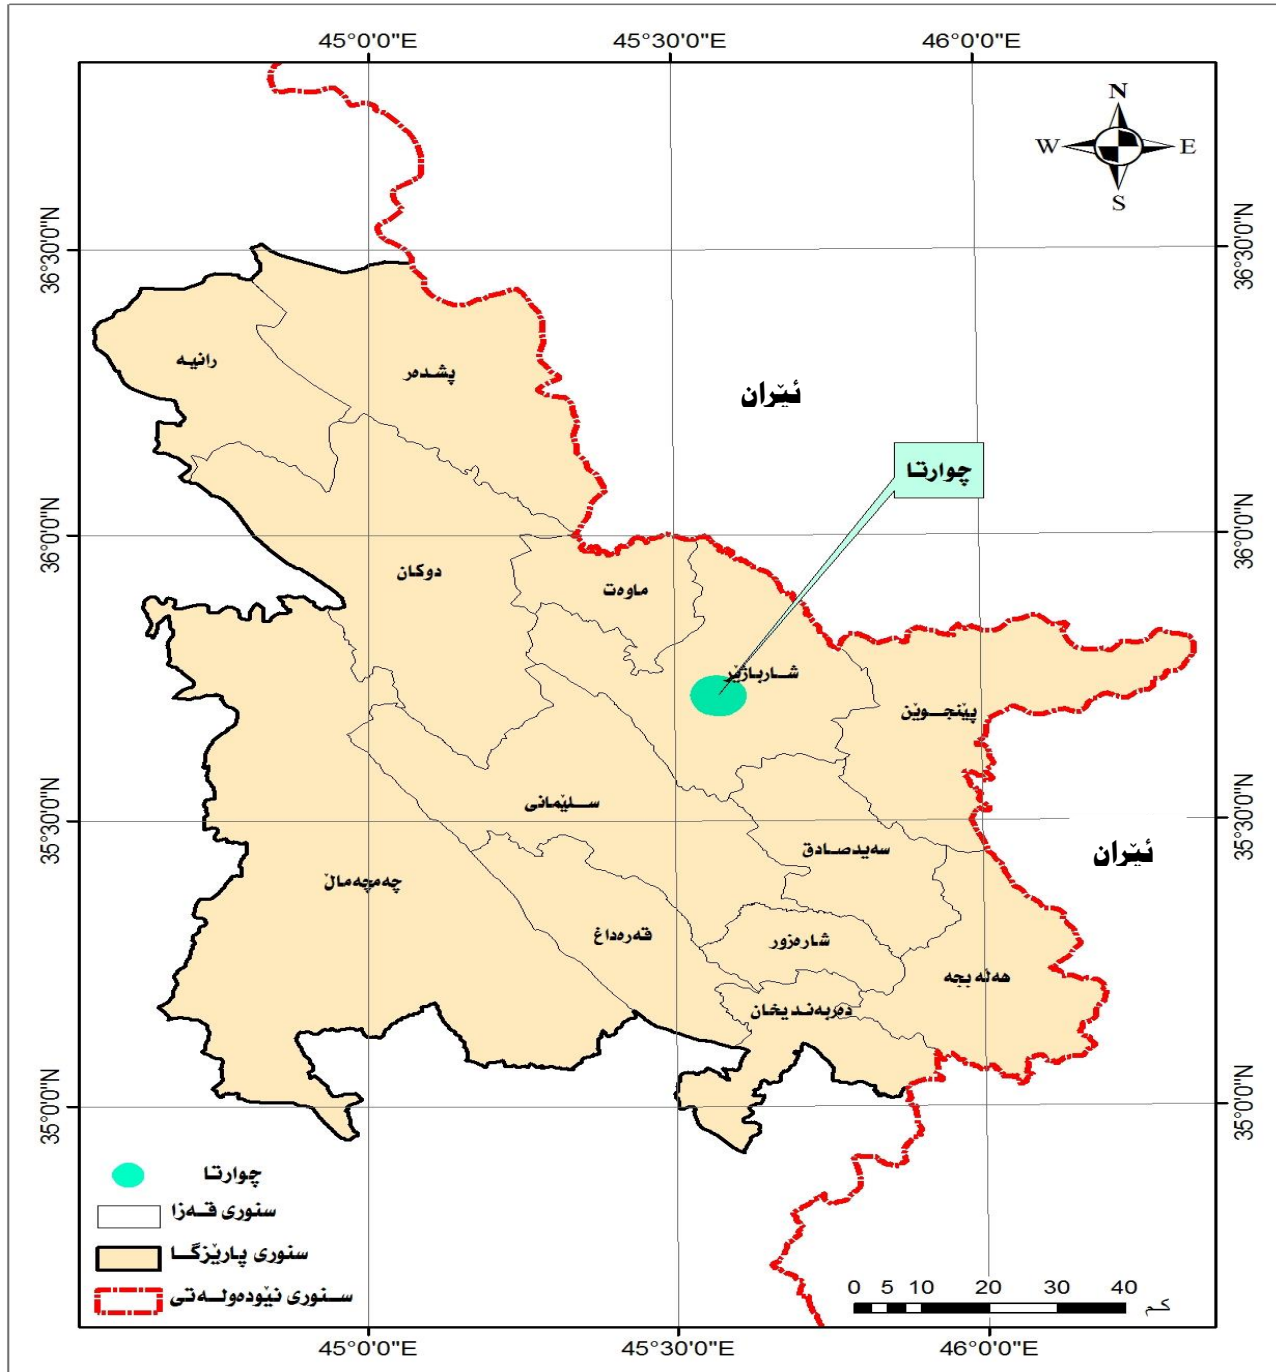 45°0'0"E
45°30'0"E
46°0'0"E
N
W
E
S
36°30'0"N
36°30'0"N
رانیە
پشدەر
ئێران
چوارتا
36°0'0"N
36°0'0"N
دوکان
ماوەت
شارباژێر
پێنجوێن
سلێمانی
35°30'0"N
35°30'0"N
سەیدصادق
ئێران
چەمچەماڵ
قەرەداغ
شارەزور
هەڵەبجە
دەربەندیخان
35°0'0"N
35°0'0"N
چوارتا
سنوری قەزا
سنوری پارێزگا
سنوری نێودەوڵەتی
0 5 10 20 30 40
کم
45°0'0"E
45°30'0"E
46°0'0"E